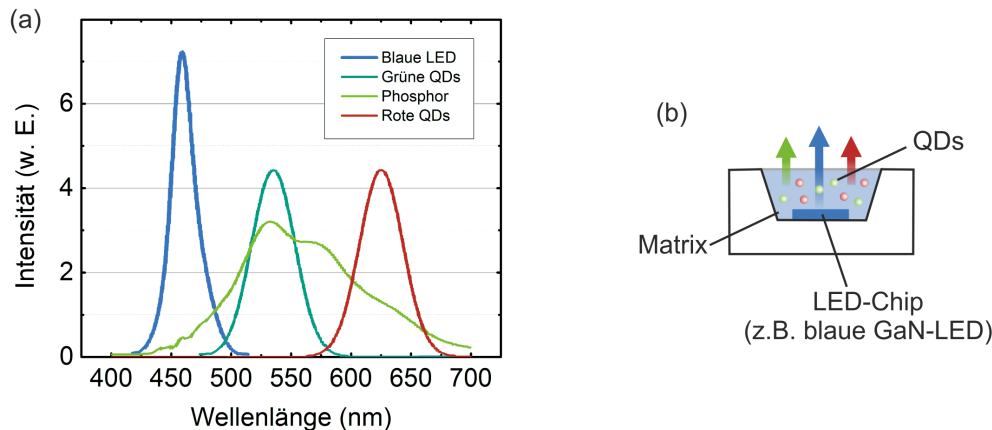 (a)
Intensität (w. E.)
6
4
2
0
Blaue LED
Grüne QDs
Phosphor
Rote QDs
400 450 500 550 600 650 700
Wellenlänge (nm)
(b)
QDs
Matrix
LED-Chip
(z.B. blaue GaN-LED)